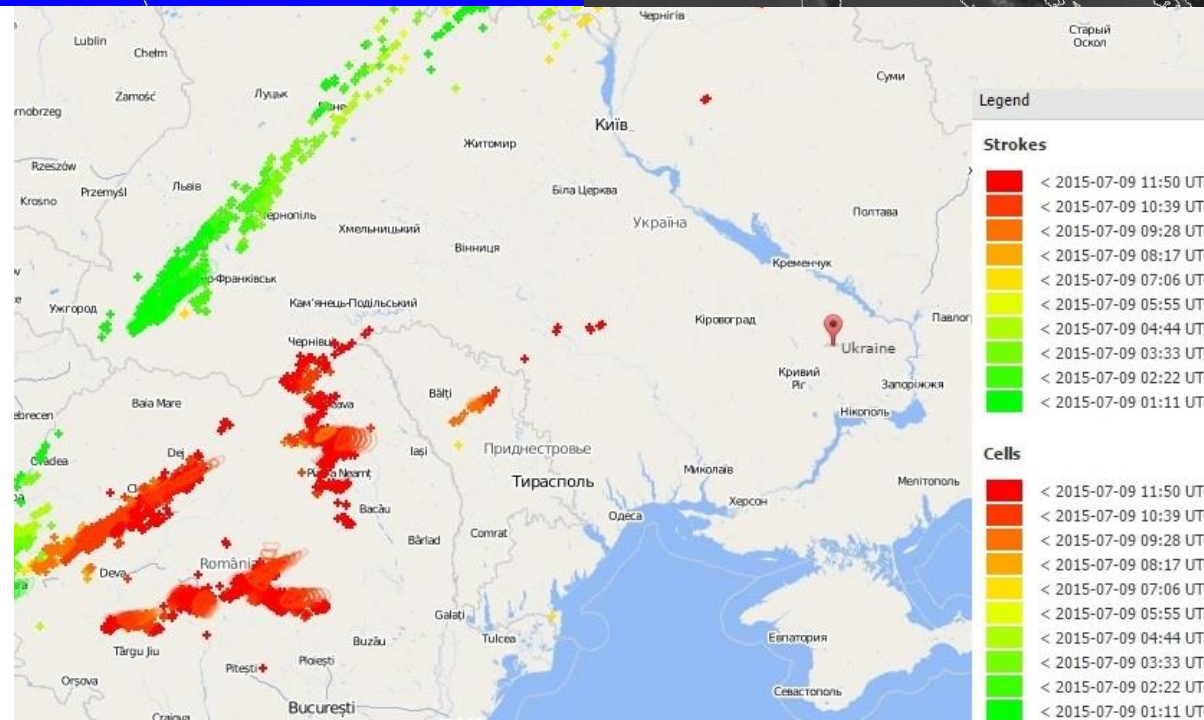 Чернігів
Старый
Оскол
Lublin
Chełm
Суми
Zamość
Луцьк
Legend
Київ
Strokes
Житомир
Rzeszów
< 2015-07-09 11:50 UT
Krosno
Przemyśl
Львів
Біла Церква
< 2015-07-09 10:39 UT
Україна
Полтава
< 2015-07-09 09:28 UT
Хмельницький
Вінниця
< 2015-07-09 08:17 UT
Кременчук
< 2015-07-09 07:06 UT
Ужгород
Кам'янець-Подільський
< 2015-07-09 05:55 UT
Кіровоград
< 2015-07-09 04:44 UT
Ukraine
< 2015-07-09 03:33 UT
Кривий
Ріг
Запоріжжя
< 2015-07-09 02:22 UT
Baia Mare
Bălți
Нікополь
< 2015-07-09 01:11 UT
Dej
Iași
Приднестровье
Cells
Тирасполь
Миколаїв
Мелітополь
< 2015-07-09 11:50 UT
Bacău
Одеса
Херсон
< 2015-07-09 10:39 UT
Bârlad
Comrat
< 2015-07-09 09:28 UT
Deva
< 2015-07-09 08:17 UT
Galați
< 2015-07-09 07:06 UT
Târgu Jiu
Buzău
Tulcea
Евпатория
< 2015-07-09 05:55 UT
Pitești
Ploiești
< 2015-07-09 04:44 UT
Orșova
< 2015-07-09 03:33 UT
Севастополь
< 2015-07-09 02:22 UT
București
Craiova
< 2015-07-09 01:11 UT